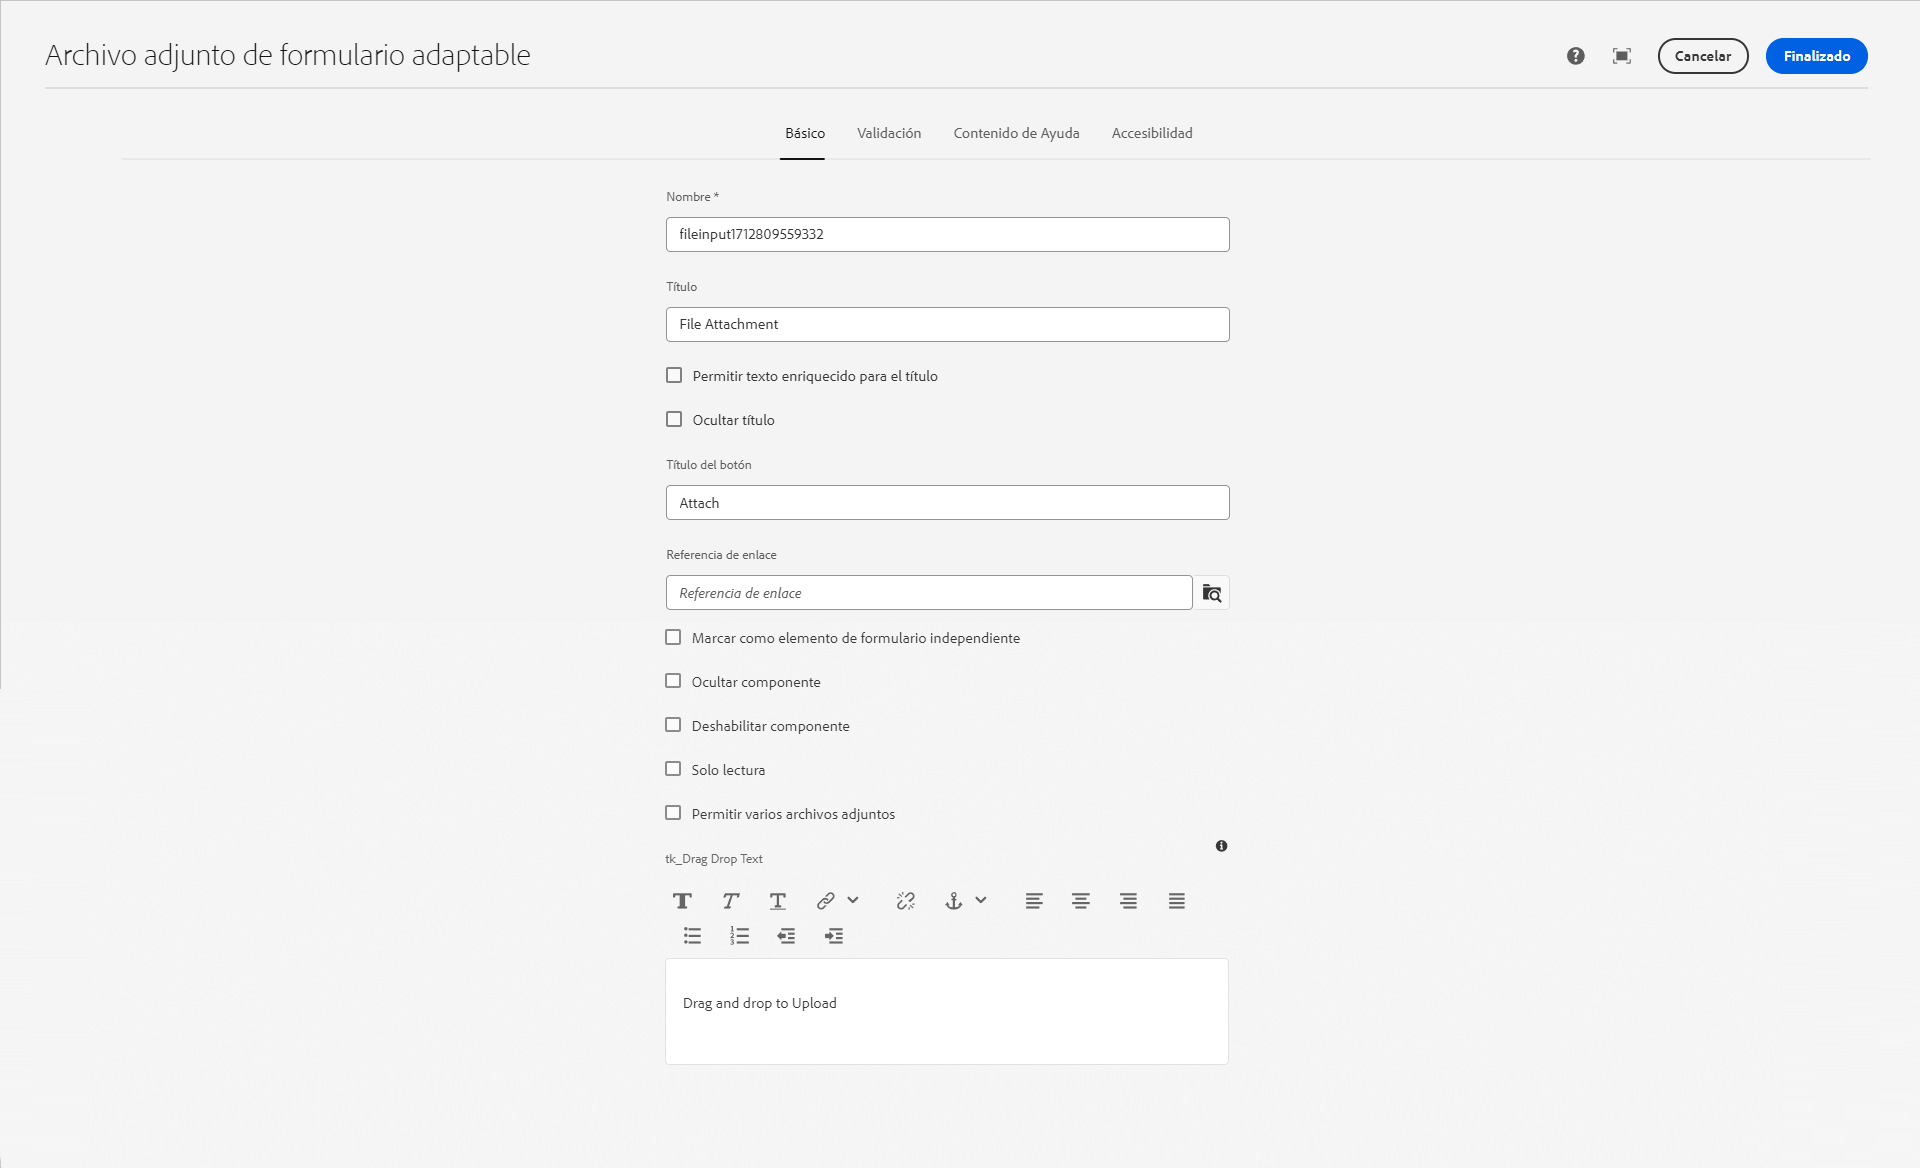 Archivo adjunto de formulario adaptable
Cancelar
Finalizado
Básico Validación Contenido de Ayuda Accesibilidad
Nombre *
fileinput1712809559332
Título
File Attachment
Permitir texto enriquecido para el título
Ocultar título
Título del botón
Attach
Referencia de enlace
Referencia de enlace
Marcar como elemento de formulario independiente
Ocultar componente
Deshabilitar componente
Solo lectura
Permitir varios archivos adjuntos
tk_Drag Drop Text
Drag and drop to Upload